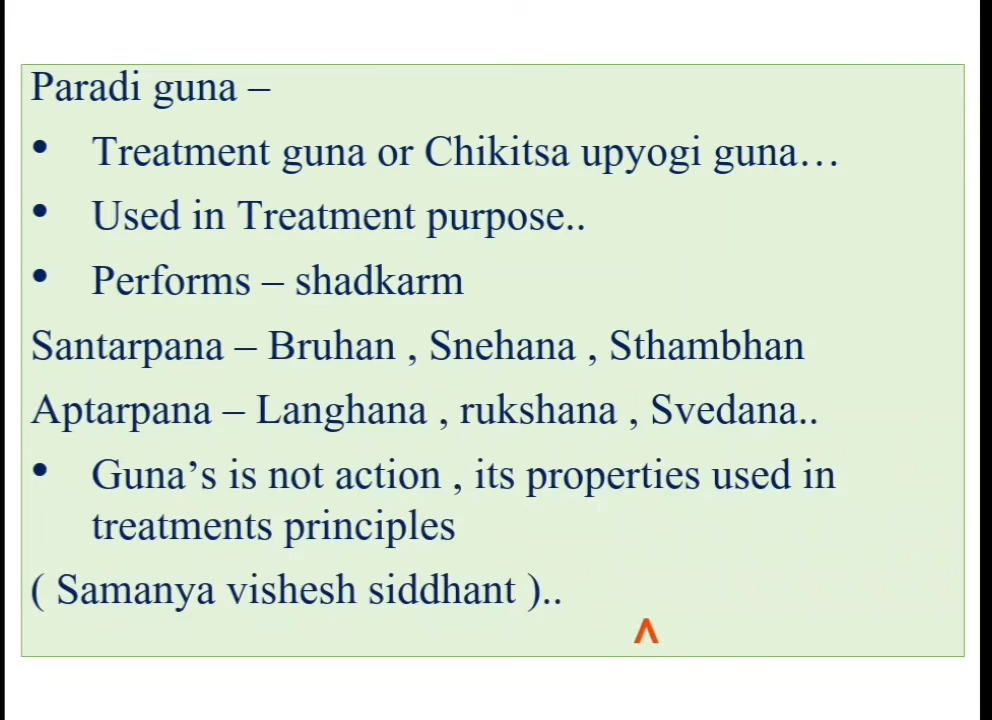 Paradi guna –
• Treatment guna or Chikitsa upyogi guna…
• Used in Treatment purpose..
• Performs – shadkarm
Santarpana – Bruhan , Snehana , Sthambhan
Aptarpana – Langhana , rukshana , Svedana..
• Guna’s is not action , its properties used in
treatments principles
( Samanya vishesh siddhant )..
^